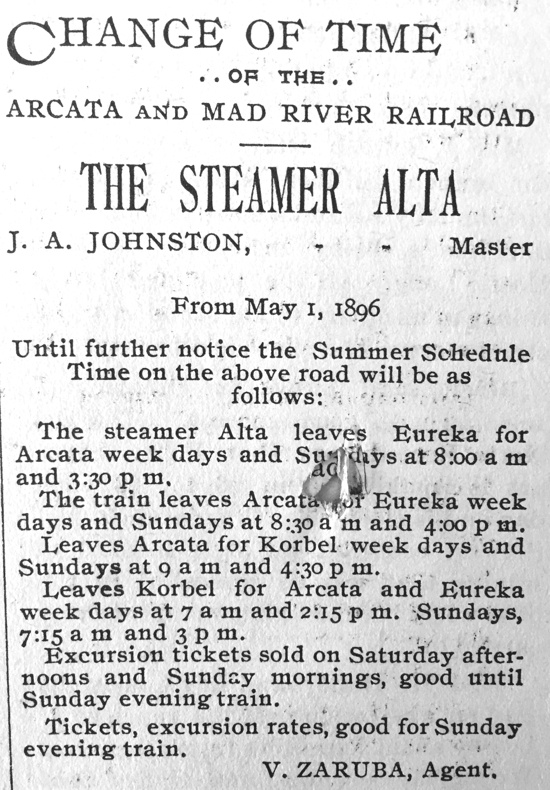 CHANGE OF TIME
..OF THE..
ARCATA AND MAD RIVER RAILROAD
THE STEAMER ALTA
J. A. JOHNSTON, - - Master
From May 1, 1896
Until further notice the Summer Schedule
Time on the above road will be as
follows:
The steamer Alta leaves Eureka for
Arcata week days and Sundays at 8:00 a m
and 3:30 p m.
The train leaves Arcata for Eureka week
days and Sundays at 8:30 a m and 4:00 p m.
Leaves Arcata for Korbel week days and
Sundays at 9 a m and 4:30 p m.
Leaves Korbel for Arcata and Eureka
week days at 7 a m and 2:15 p m. Sundays,
7:15 a m and 3 p m.
Excursion tickets sold on Saturday after-
noons and Sunday mornings, good until
Sunday evening train.
Tickets, excursion rates, good for Sunday
evening train.
V. ZARUBA, Agent.